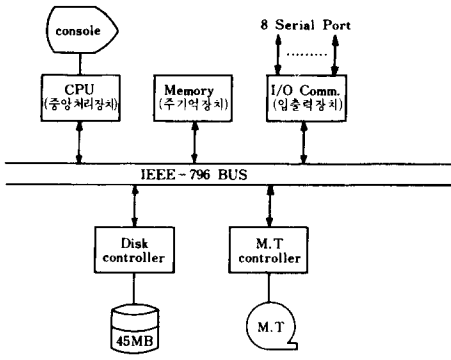 console
8 Serial Port
CPU
(중앙처리장치)
Memory
(주기억장치)
I/O Comm.
(입출력장치)
IEEE-796 BUS
Disk
controller
M.T
controller
45MB
M.T